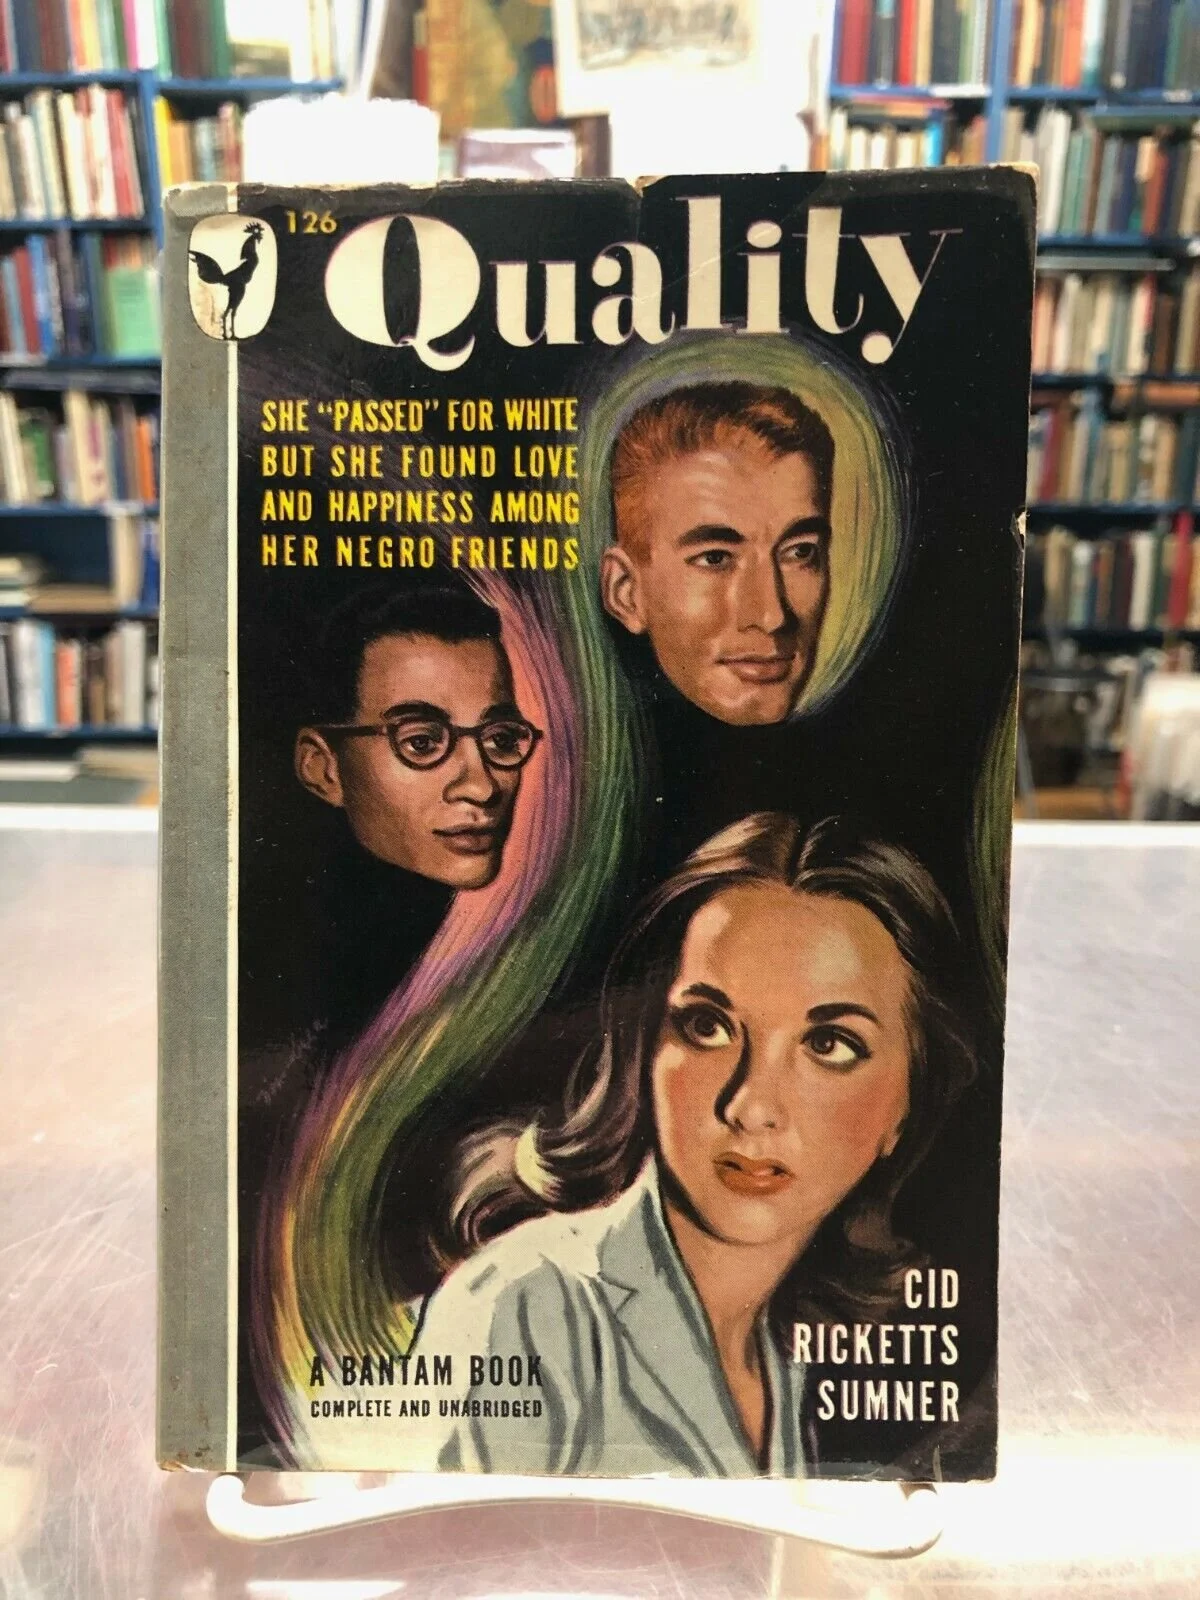 126
Quality
SHE "PASSED" FOR WHITE
BUT SHE FOUND LOVE
AND HAPPINESS AMONG
HER NEGRO FRIENDS
CID
RICKETTS
SUMNER
A BANTAM BOOK
COMPLETE AND UNABRIDGED